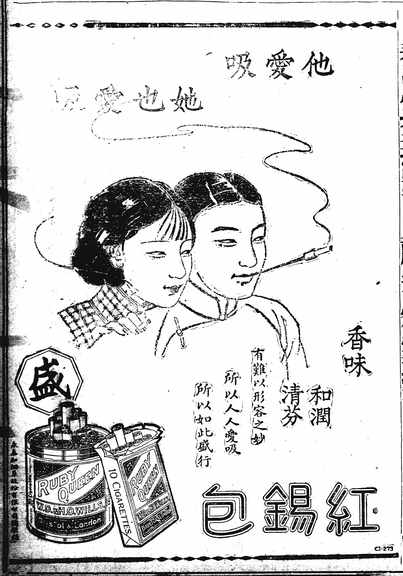 他愛吸
她也愛吸
香味
和潤
清芬
有難以形容之妙
所以人人愛吸
所以如此盛行
盛
RUBY
QUEEN
W.D.&H.O.WILLS
Bristol & London
10 CIGARETTES
RUBY
QUEEN
紅錫包
CI-273